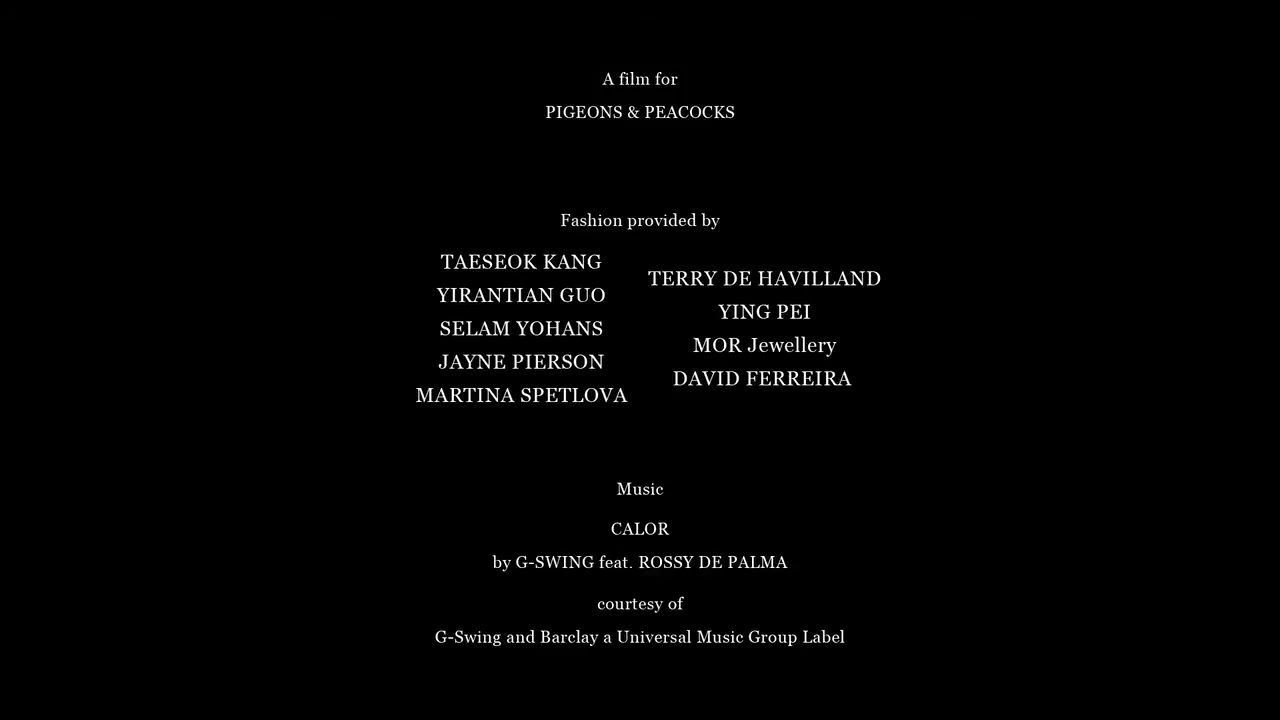 A film for
PIGEONS & PEACOCKS
Fashion provided by
TAESEOK KANG
YIRANTIAN GUO
SELAM YOHANS
JAYNE PIERSON
MARTINA SPETLOVA
TERRY DE HAVILLAND
YING PEI
MOR Jewellery
DAVID FERREIRA
Music
CALOR
by G-SWING feat. ROSSY DE PALMA
courtesy of
G-Swing and Barclay a Universal Music Group Label